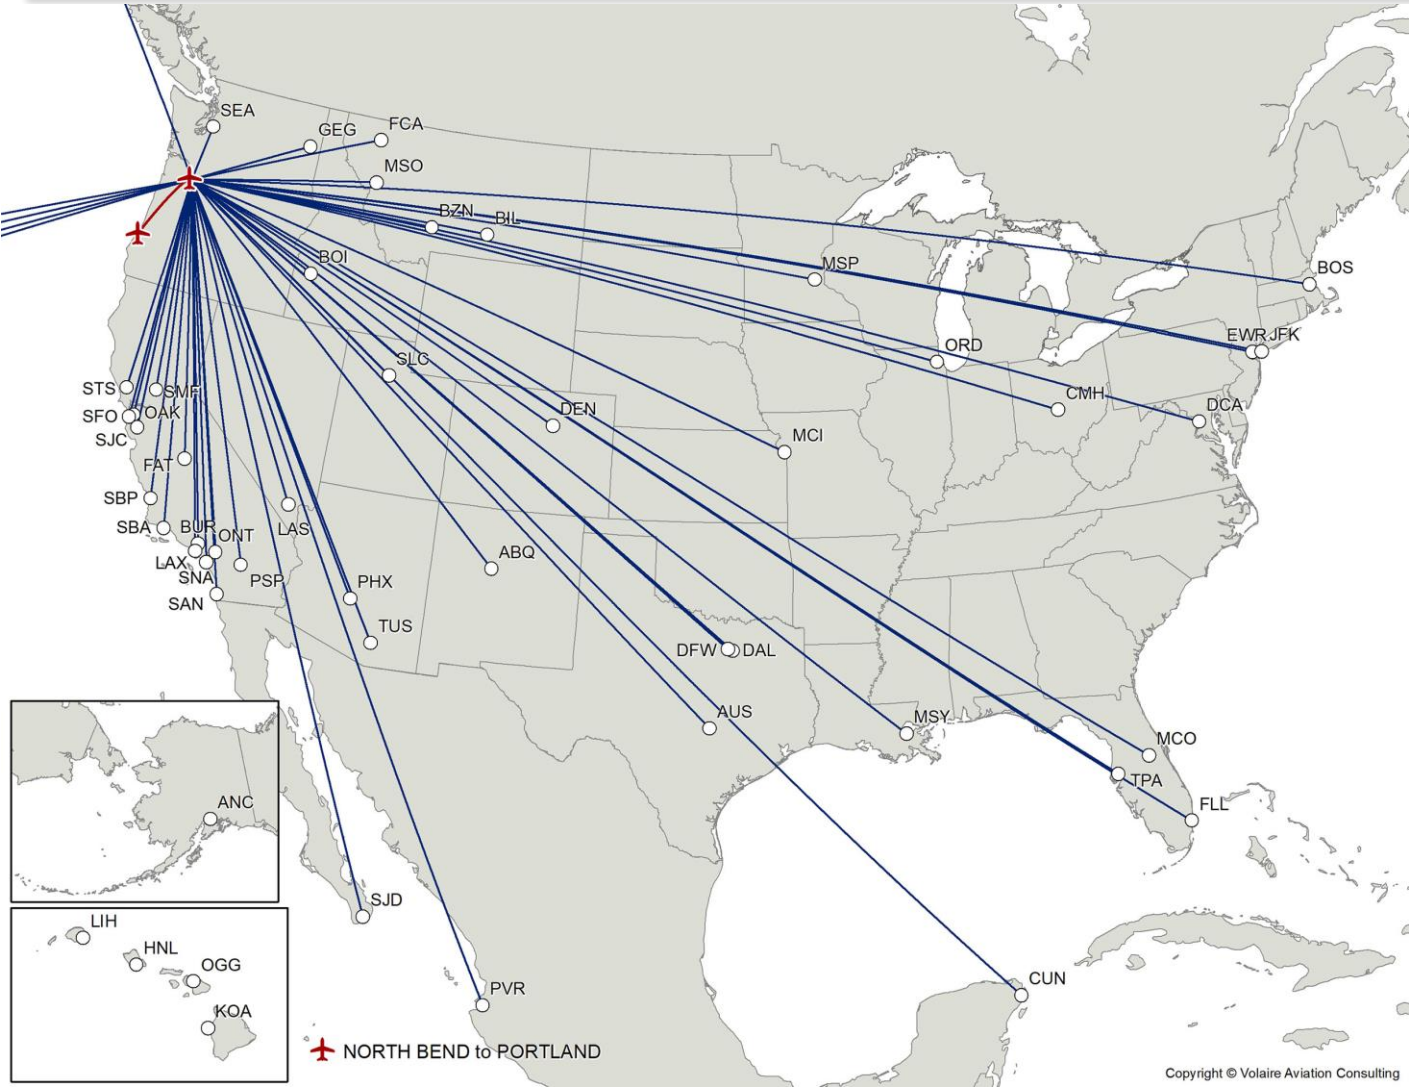 SEA
GEG
FCA
MSO
BZN
BIL
BOI
MSP
BOS
EWR
JFK
ORD
SLC
CMH
DCA
STS
SMF
DEN
SFO
OAK
SJC
MCI
FAT
SBP
SBA
BUR
ONT
LAS
LAX
ABQ
SNA
PSP
PHX
SAN
TUS
DFW
DAL
AUS
MSY
MCO
TPA
FLL
ANC
SJD
LIH
HNL
OGG
KOA
PVR
CUN
NORTH BEND to PORTLAND
Copyright © Volaire Aviation Consulting